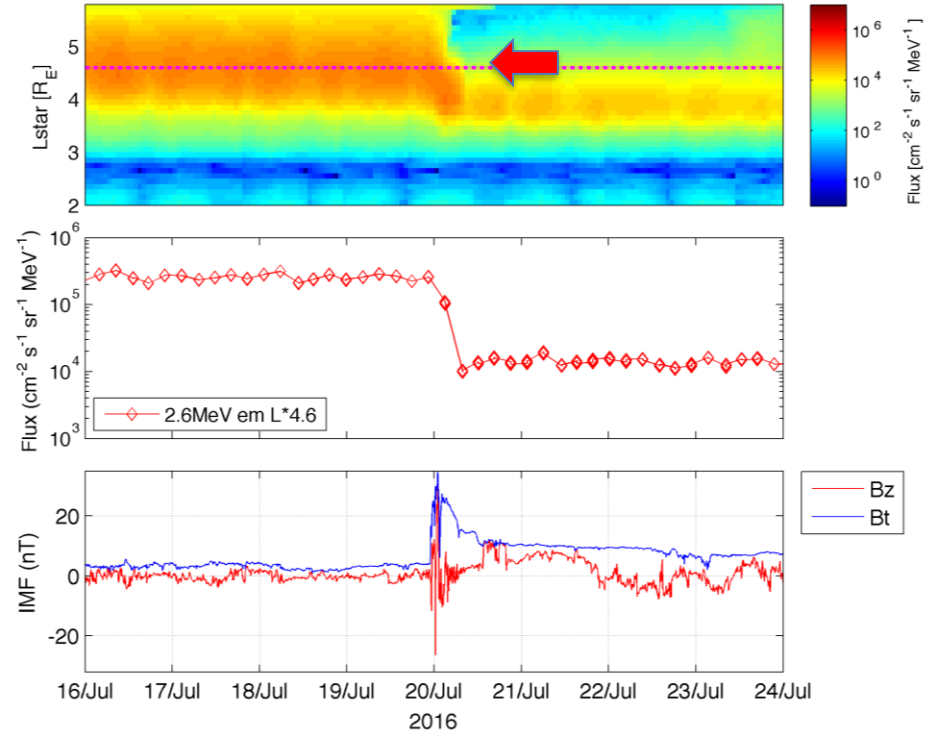 5
4
3
2
Lstar [R_E]
10^6
10^4
10^2
10^0
Flux [cm^-2 s^-1 sr^-1 MeV^-1]
10^6
10^5
10^4
10^3
Flux (cm^-2 s^-1 sr^-1 MeV^-1)
2.6MeV em L*4.6
20
0
-20
IMF (nT)
Bz
Bt
16/Jul 17/Jul 18/Jul 19/Jul 20/Jul 21/Jul 22/Jul 23/Jul 24/Jul
2016